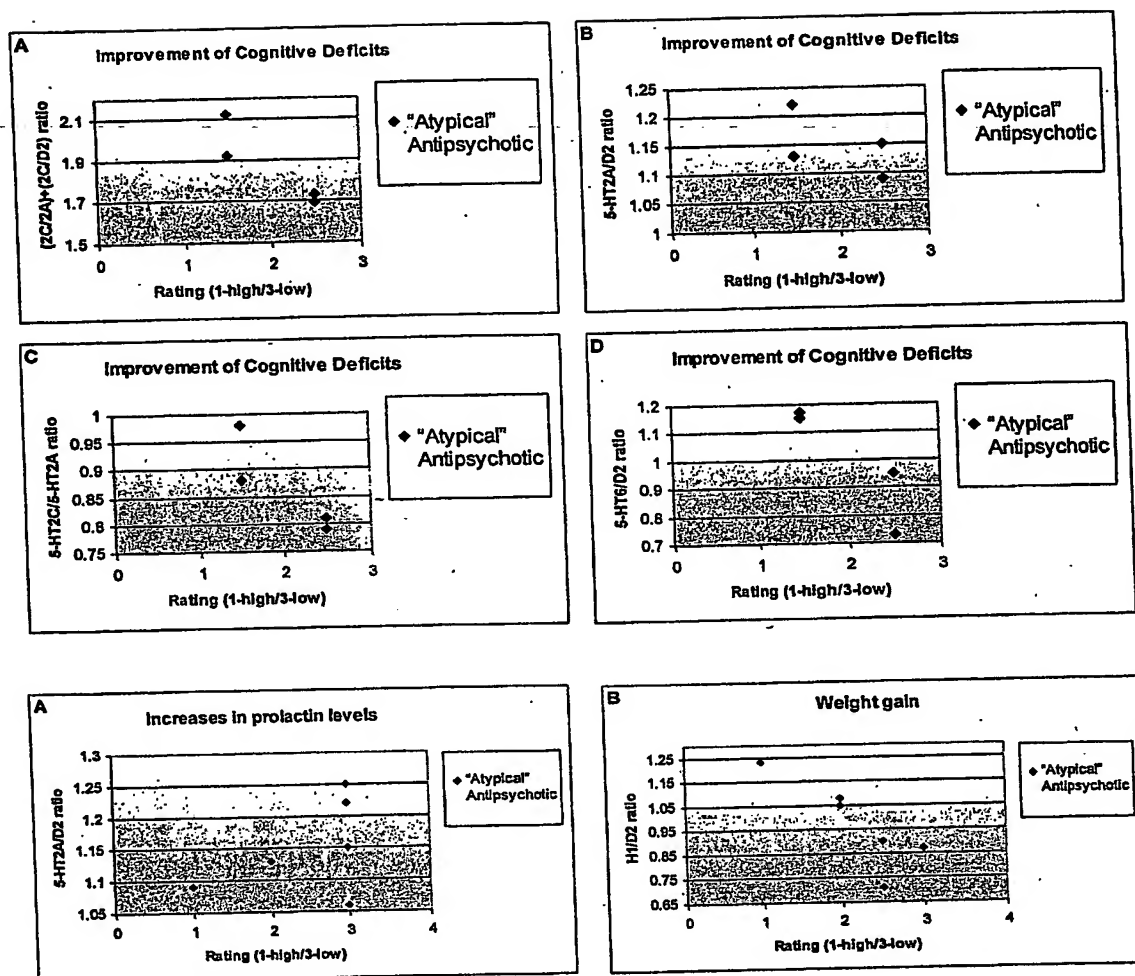 A
Improvement of Cognitive Deficits
(2C/2A)+(2C/D2) ratio
2.1
1.9
1.7
1.5
0 1 2 3
Rating (1-high/3-low)
"Atypical"
Antipsychotic
B
Improvement of Cognitive Deficits
5-HT2A/D2 ratio
1.25
1.2
1.15
1.1
1.05
1
0 1 2 3
Rating (1-high/3-low)
"Atypical"
Antipsychotic
C
Improvement of Cognitive Deficits
5-HT2C/5-HT2A ratio
1
0.95
0.9
0.85
0.8
0.75
0 1 2 3
Rating (1-high/3-low)
"Atypical"
Antipsychotic
D
Improvement of Cognitive Deficits
5-HT6/D2 ratio
1.2
1.1
1
0.9
0.8
0.7
0 1 2 3
Rating (1-high/3-low)
"Atypical"
Antipsychotic
A
Increases in prolactin levels
5-HT2A/D2 ratio
1.3
1.25
1.2
1.15
1.1
1.05
0 1 2 3 4
Rating (1-high/3-low)
"Atypical"
Antipsychotic
B
Weight gain
H1/D2 ratio
1.25
1.15
1.05
0.95
0.85
0.75
0.65
0 1 2 3 4
Rating (1-high/3-low)
"Atypical"
Antipsychotic